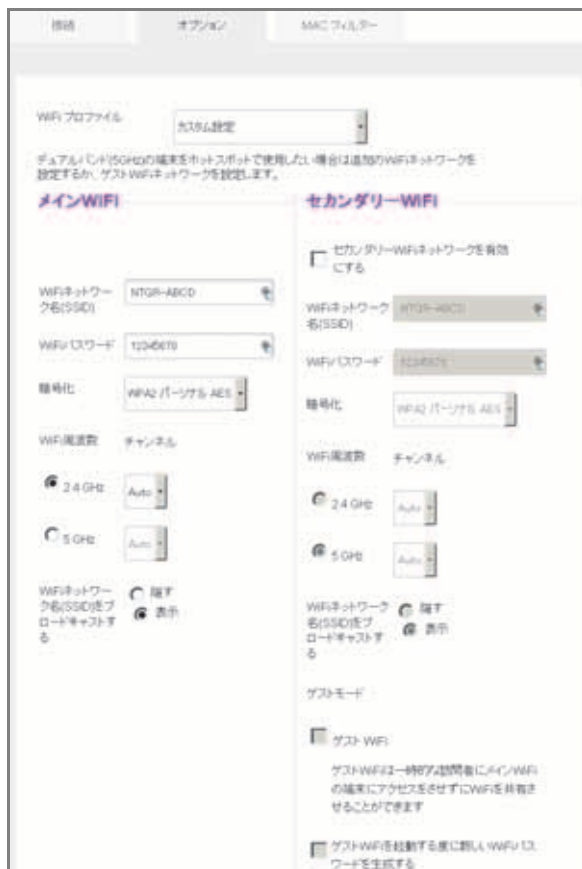 接続
オプション
MAC フィルター
WiFi プロファイル
カスタム設定
デュアルバンド(5GHz)の端末をホットスポットで使用したい場合は追加のWiFiネットワークを
設定するか、ゲストWiFiネットワークを設定します。
メインWiFi
WiFiネットワー
ク名(SSID)
NTGR-ABCD
WiFiパスワード
12345678
暗号化
WPA2 パーソナル AES
WiFi周波数
チャンネル
2.4 GHz
Auto
5 GHz
Auto
WiFiネットワー
ク名(SSID)をブ
ロードキャストす
る
隠す
表示
セカンダリーWiFi
セカンダリーWiFiネットワークを有効
にする
WiFiネットワーク
名(SSID)
NTGR-ABCD
WiFiパスワード
12345678
暗号化
WPA2 パーソナル AES
WiFi周波数
チャンネル
2.4 GHz
Auto
5 GHz
Auto
WiFiネットワーク
名(SSID)をブ
ロードキャストす
る
隠す
表示
ゲストモード
ゲスト WiFi
ゲストWiFiは一時的な訪問者にメインWiFi
の端末にアクセスをさせずにWiFiを共有さ
せることができます
ゲストWiFiを起動する度に新しいWiFiパス
ワードを生成する